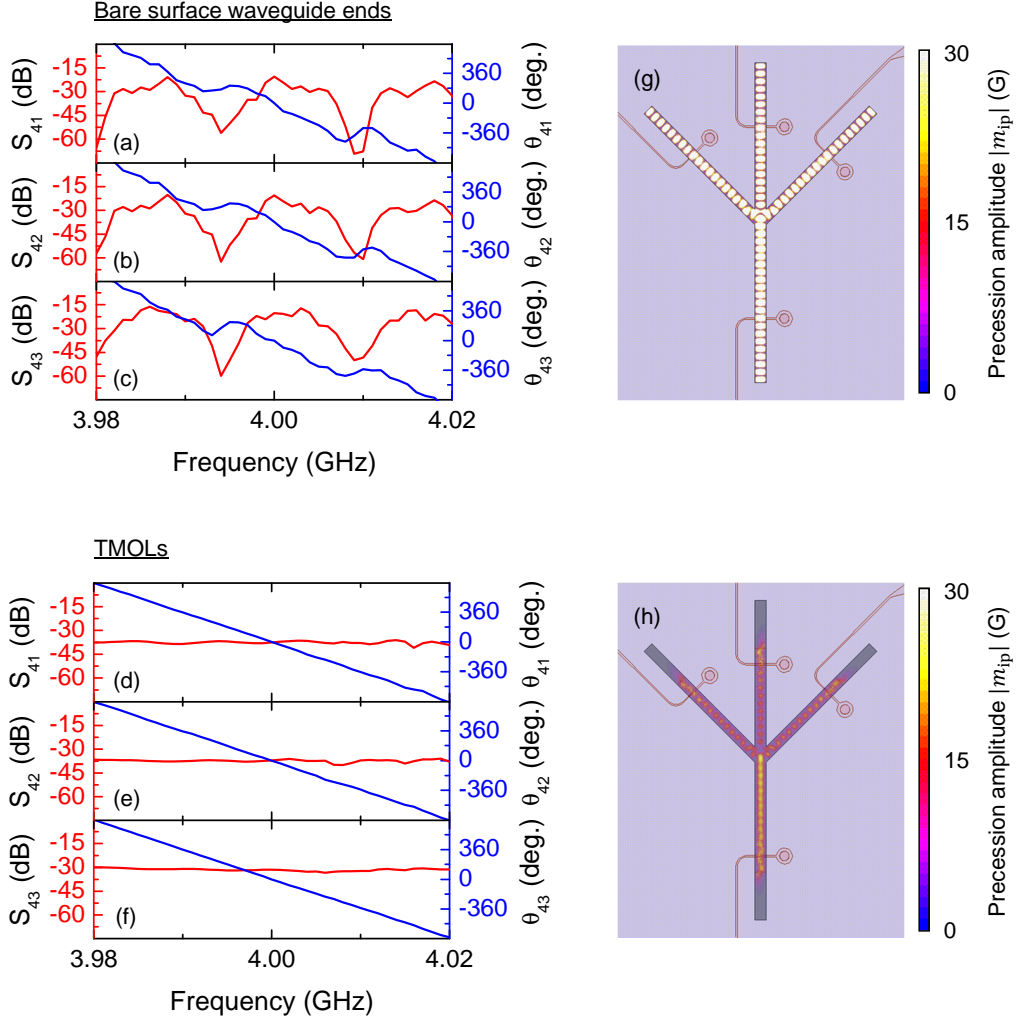 Bare surface waveguide ends
-15
-30
-45
-60
S41 (dB)
(a)
360
0
-360
θ41 (deg.)
-15
-30
-45
-60
S42 (dB)
(b)
360
0
-360
θ42 (deg.)
-15
-30
-45
-60
S43 (dB)
(c)
360
0
-360
θ43 (deg.)
3.98 4.00 4.02
Frequency (GHz)
(g)
30
15
0
Precession amplitude |mip| (G)
TMOLs
-15
-30
-45
-60
S41 (dB)
(d)
360
0
-360
θ41 (deg.)
-15
-30
-45
-60
S42 (dB)
(e)
360
0
-360
θ42 (deg.)
-15
-30
-45
-60
S43 (dB)
(f)
360
0
-360
θ43 (deg.)
3.98 4.00 4.02
Frequency (GHz)
(h)
30
15
0
Precession amplitude |mip| (G)